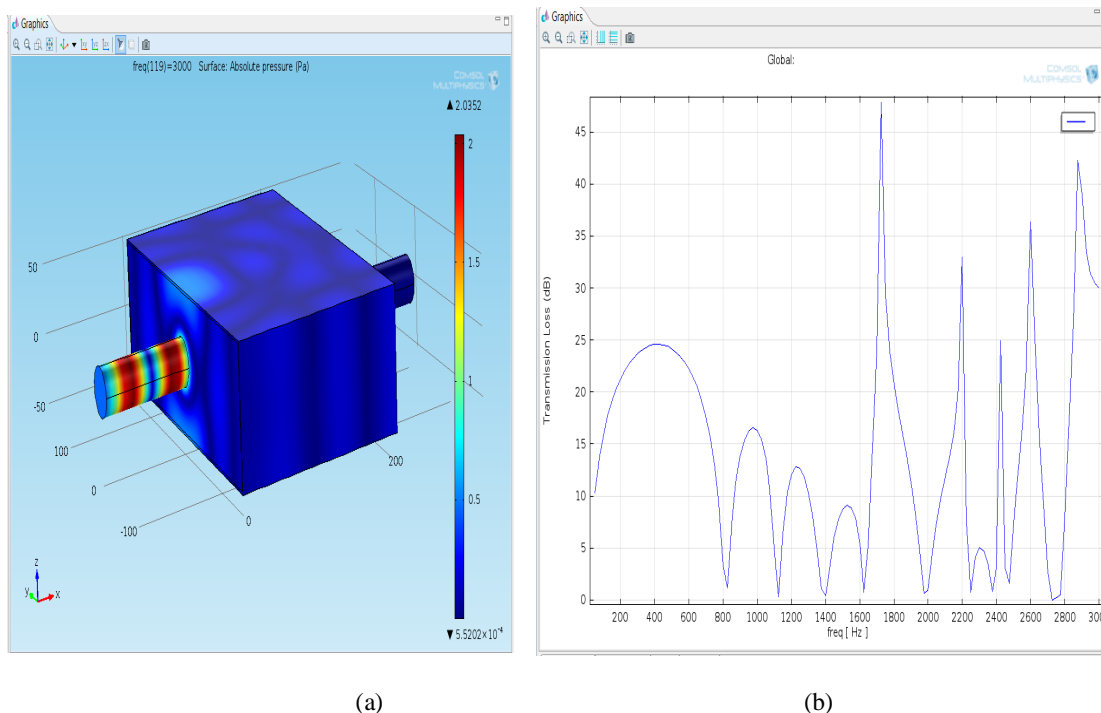 Graphics
freq(119)=3000 Surface: Absolute pressure (Pa)
COMSOL
MULTIPHYSICS
▲ 2.0352
2
1.5
1
0.5
▼ 5.5202×10⁻⁴
50
0
-50
100
0
-100
0
200
z
y
x
(a)
Graphics
Global:
COMSOL
MULTIPHYSICS
Transmission Loss (dB)
45
40
35
30
25
20
15
10
5
0
200 400 600 800 1000 1200 1400 1600 1800 2000 2200 2400 2600 2800 300
freq [ Hz ]
(b)